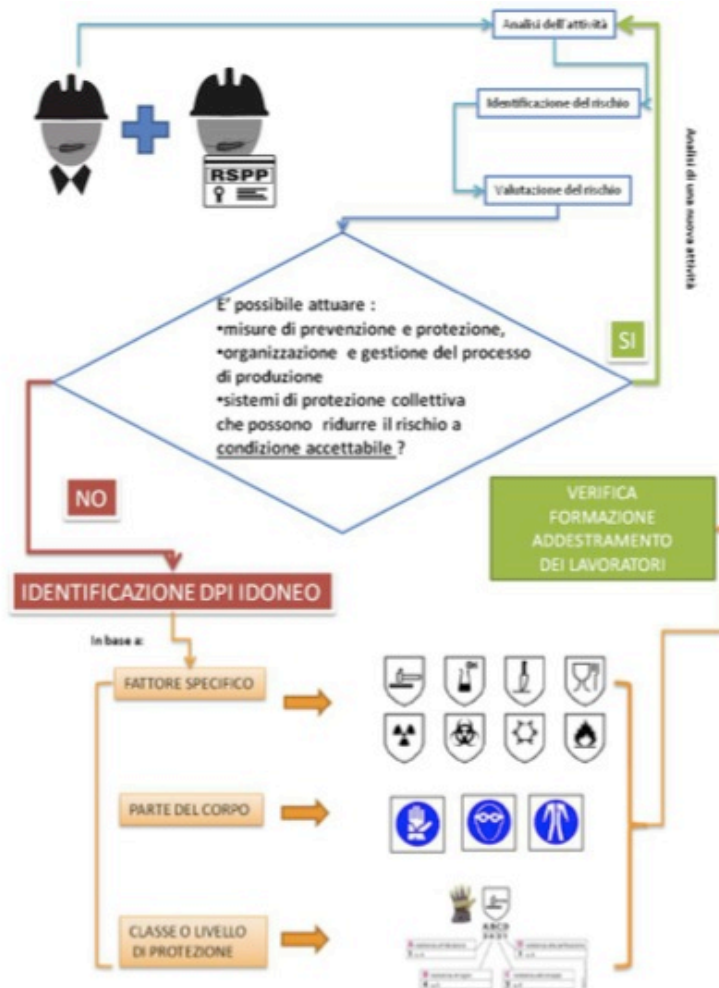 Analisi dell'attività
Identificazione del rischio
Valutazione del rischio
Analisi di una nuova attività
RSPP
E' possibile attuare :
•misure di prevenzione e protezione,
•organizzazione e gestione del processo
di produzione
•sistemi di protezione collettiva
che possono ridurre il rischio a
condizione accettabile ?
SI
NO
VERIFICA
FORMAZIONE
ADDESTRAMENTO
DEI LAVORATORI
IDENTIFICAZIONE DPI IDONEO
In base a:
FATTORE SPECIFICO
PARTE DEL CORPO
CLASSE O LIVELLO
DI PROTEZIONE
ABCD